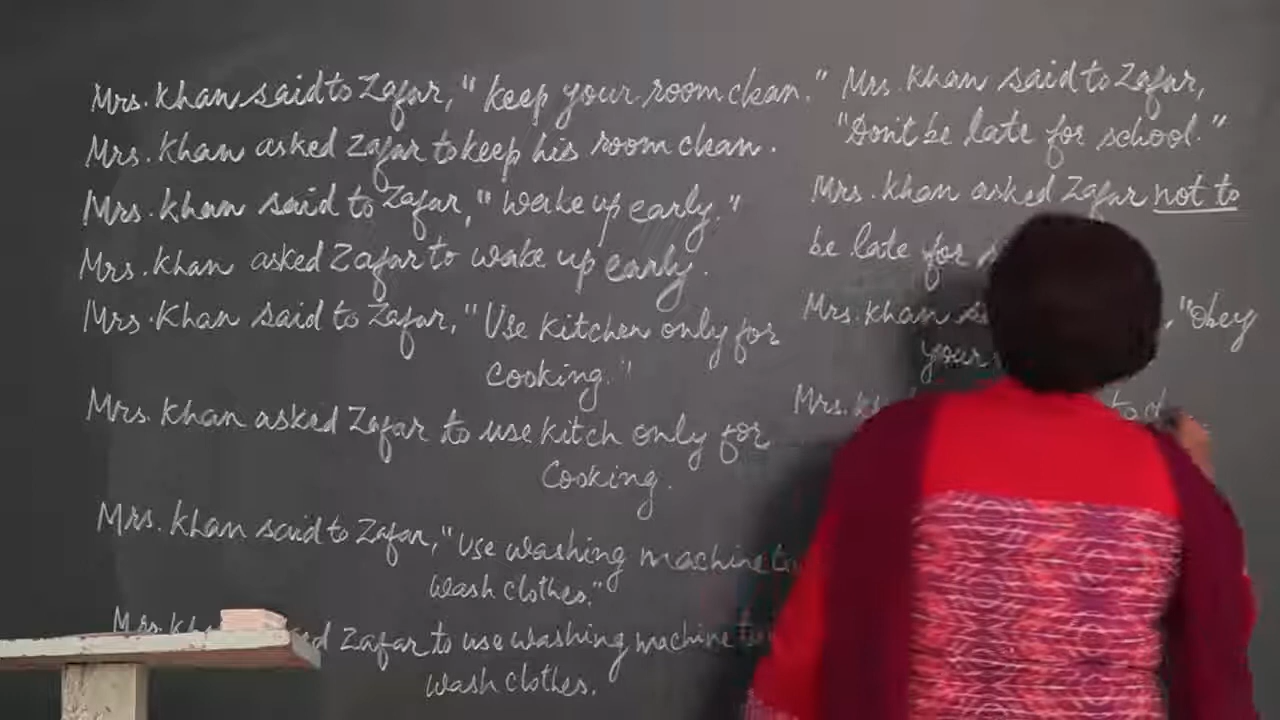 Mrs. Khan said to Zafar, "keep your room clean."
Mrs. Khan asked Zafar to keep his room clean.
Mrs. Khan said to Zafar, "Wake up early."
Mrs. Khan asked Zafar to wake up early.
Mrs. Khan said to Zafar, "Use kitchen only for
Cooking."
Mrs. Khan asked Zafar to use kitch only for
Cooking.
Mrs. Khan said to Zafar, "Use washing machine to
wash clothes."
Mrs. Zafar to use washing machine to
wash clothes.
Mrs. Khan said to Zafar,
"Don't be late for school."
Mrs. Khan asked Zafar not to
be late for
Mrs. Khan "Obey
your
Mrs. to